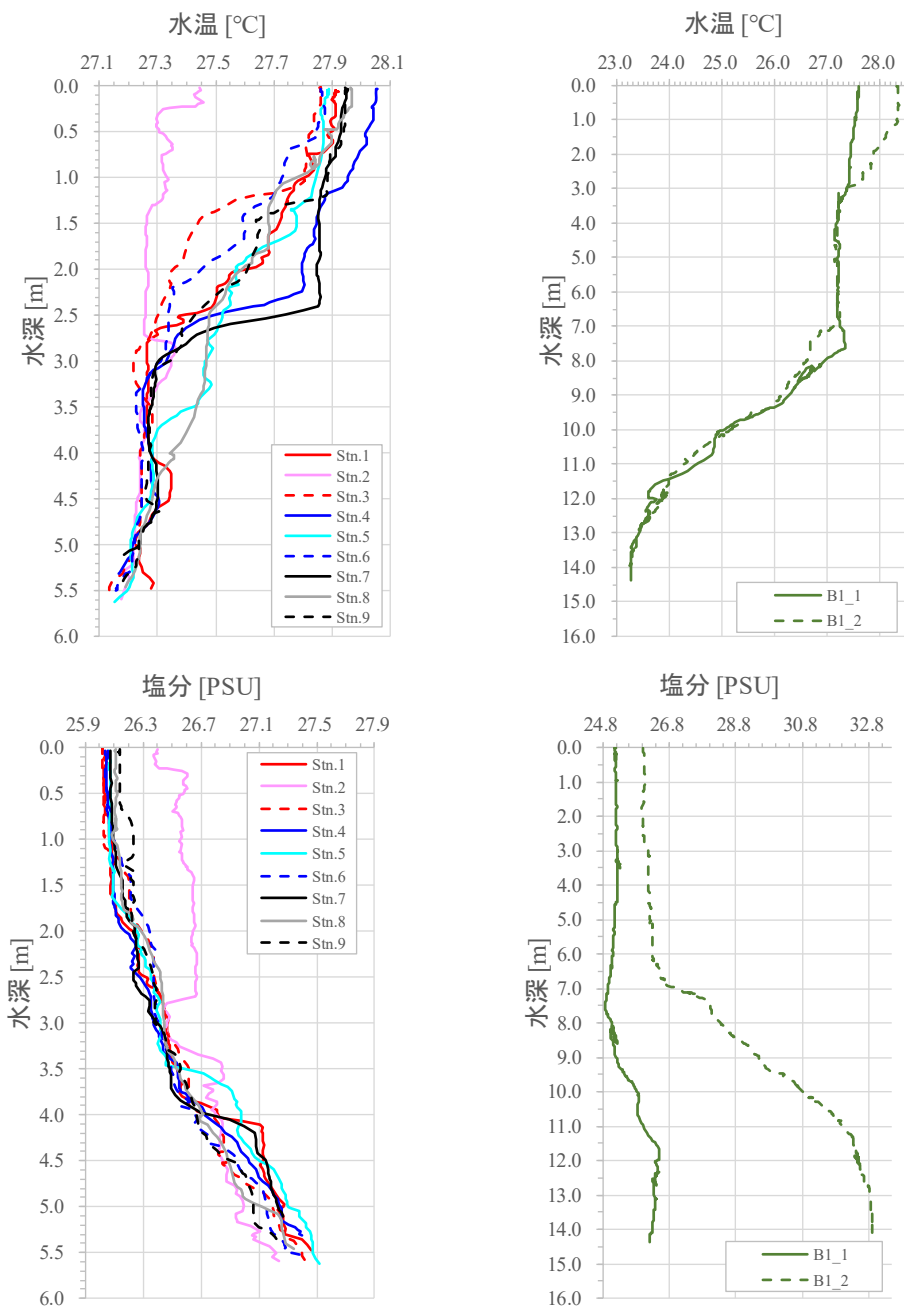 水温 [℃]
27.1 27.3 27.5 27.7 27.9 28.1
0.0
0.5
1.0
1.5
2.0
2.5
3.0
3.5
4.0
4.5
5.0
5.5
6.0
水深 [m]
Stn.1
Stn.2
Stn.3
Stn.4
Stn.5
Stn.6
Stn.7
Stn.8
Stn.9
水温 [℃]
23.0 24.0 25.0 26.0 27.0 28.0
0.0
1.0
2.0
3.0
4.0
5.0
6.0
7.0
8.0
9.0
10.0
11.0
12.0
13.0
14.0
15.0
16.0
水深 [m]
B1_1
B1_2
塩分 [PSU]
25.9 26.3 26.7 27.1 27.5 27.9
0.0
0.5
1.0
1.5
2.0
2.5
3.0
3.5
4.0
4.5
5.0
5.5
6.0
水深 [m]
Stn.1
Stn.2
Stn.3
Stn.4
Stn.5
Stn.6
Stn.7
Stn.8
Stn.9
塩分 [PSU]
24.8 26.8 28.8 30.8 32.8
0.0
1.0
2.0
3.0
4.0
5.0
6.0
7.0
8.0
9.0
10.0
11.0
12.0
13.0
14.0
15.0
16.0
水深 [m]
B1_1
B1_2